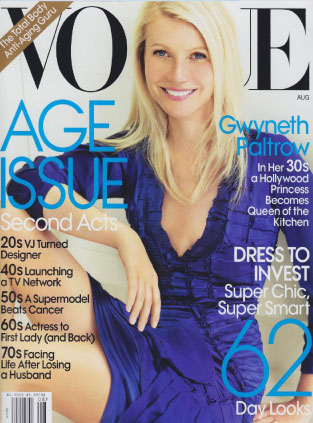 The Total Body
Anti-Aging Guru
VOGUE
AUG
AGE
ISSUE
Second Acts
20s VJ Turned
Designer
40s Launching
a TV Network
50s A Supermodel
Beats Cancer
60s Actress to
First Lady (and Back)
70s Facing
Life After Losing
a Husband
Gwyneth
Paltrow
In Her 30s
a Hollywood
Princess
Becomes
Queen of the
Kitchen
DRESS TO
INVEST
Super Chic,
Super Smart
62
Day Looks